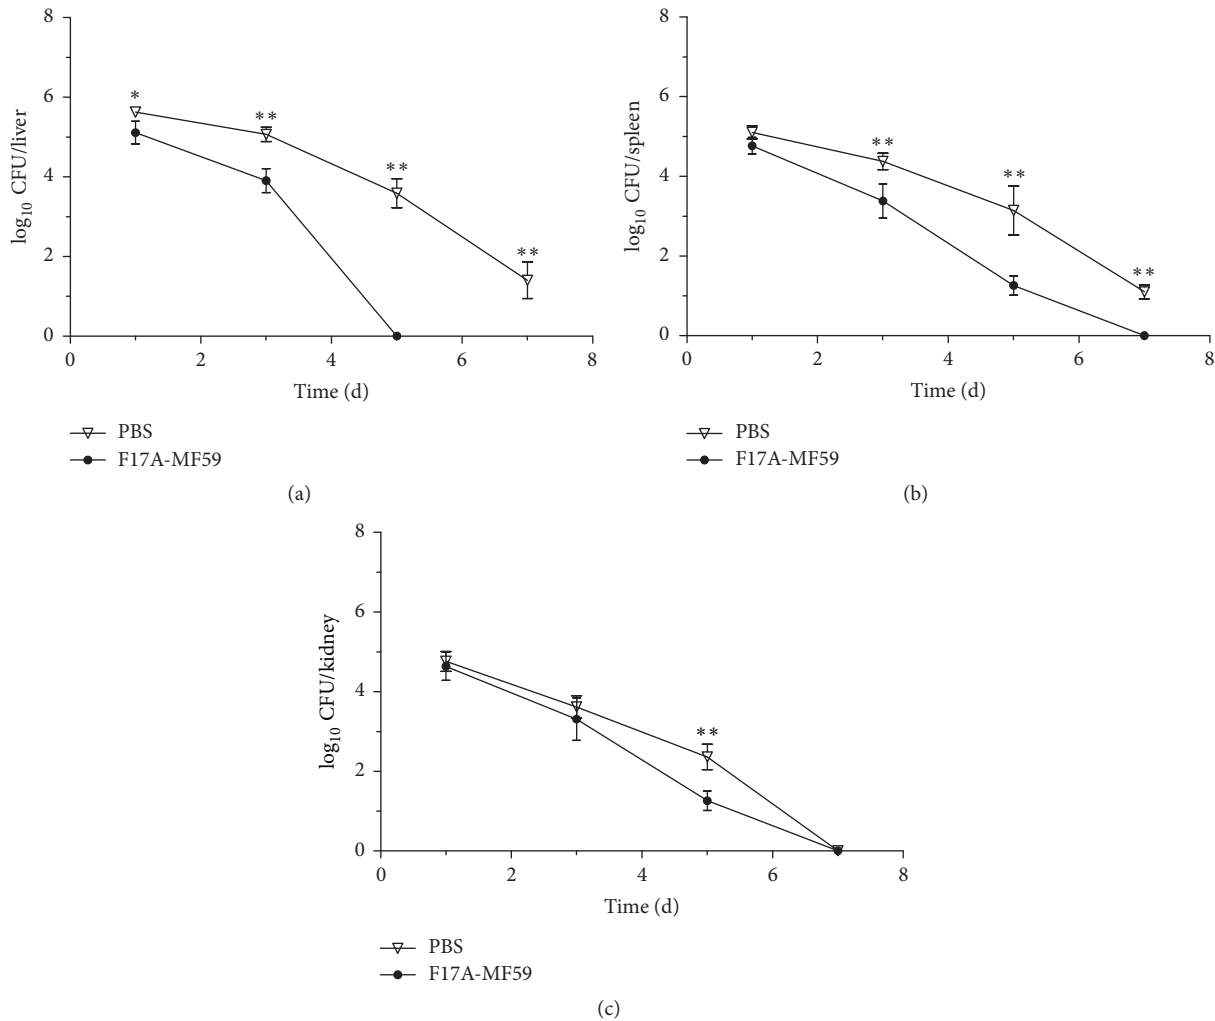 8
6
4
2
0
log10 CFU/liver
*
**
**
**
0 2 4 6 8
Time (d)
PBS
F17A-MF59
(a)
8
6
4
2
0
log10 CFU/spleen
**
**
**
0 2 4 6 8
Time (d)
PBS
F17A-MF59
(b)
8
6
4
2
0
log10 CFU/kidney
**
0 2 4 6 8
Time (d)
PBS
F17A-MF59
(c)